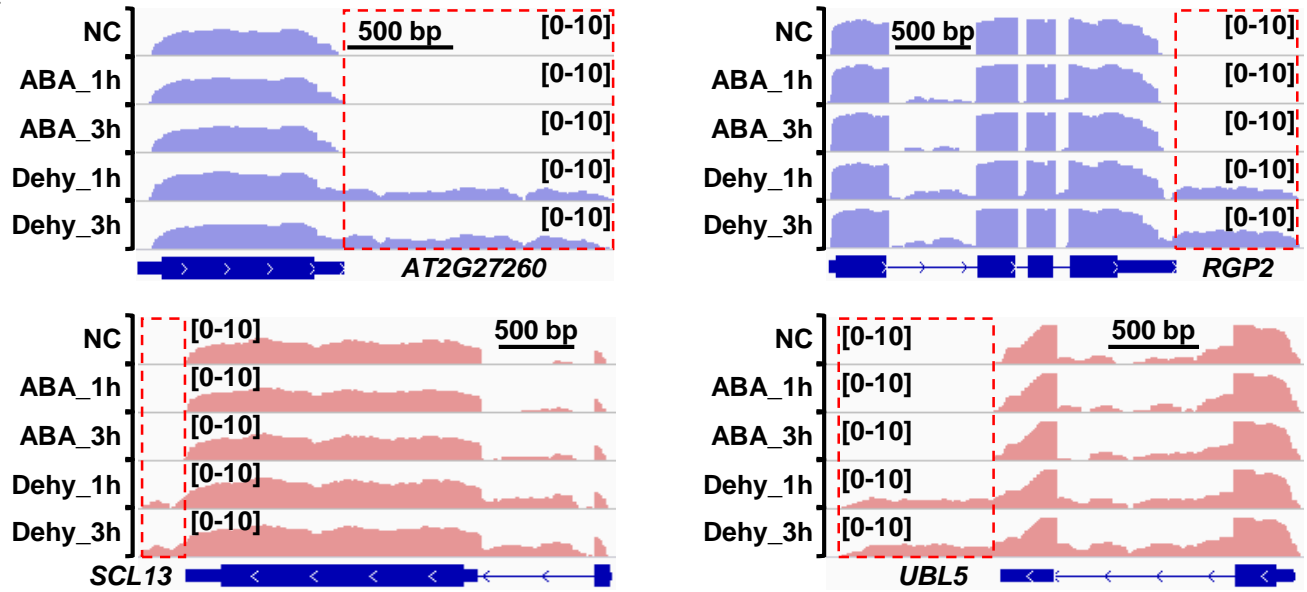 500 bp
NC [0-10]
ABA_1h [0-10]
ABA_3h [0-10]
Dehy_1h [0-10]
Dehy_3h [0-10]
AT2G27260
500 bp
NC [0-10]
ABA_1h [0-10]
ABA_3h [0-10]
Dehy_1h [0-10]
Dehy_3h [0-10]
RGP2
NC [0-10] 500 bp
ABA_1h [0-10]
ABA_3h [0-10]
Dehy_1h [0-10]
Dehy_3h [0-10]
SCL13
NC [0-10] 500 bp
ABA_1h [0-10]
ABA_3h [0-10]
Dehy_1h [0-10]
Dehy_3h [0-10]
UBL5